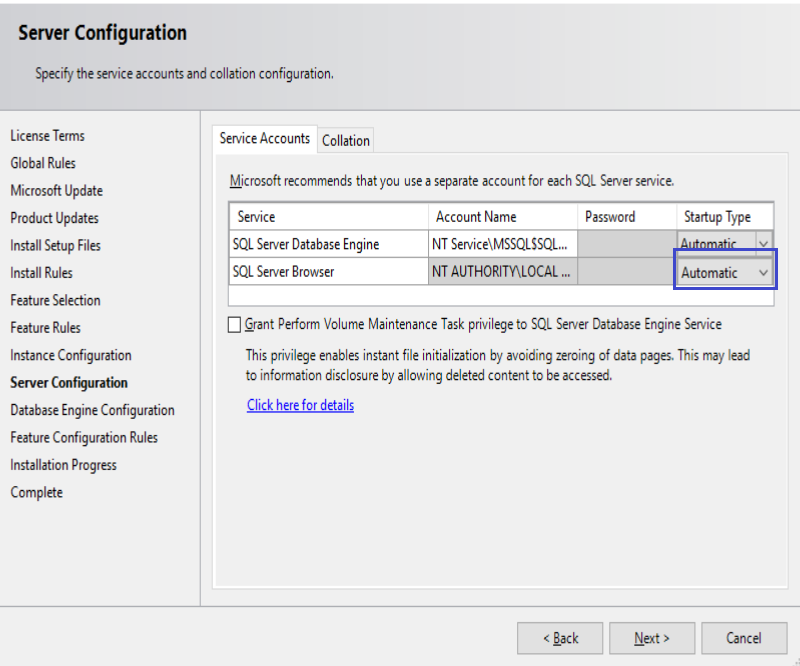 Server Configuration
Specify the service accounts and collation configuration.
License Terms
Global Rules
Microsoft Update
Product Updates
Install Setup Files
Install Rules
Feature Selection
Feature Rules
Instance Configuration
Server Configuration
Database Engine Configuration
Feature Configuration Rules
Installation Progress
Complete
Service Accounts Collation
Microsoft recommends that you use a separate account for each SQL Server service.
Service Account Name Password Startup Type
SQL Server Database Engine NT Service\MSSQL$SQL... Automatic
SQL Server Browser NT AUTHORITY\LOCAL ... Automatic
Grant Perform Volume Maintenance Task privilege to SQL Server Database Engine Service
This privilege enables instant file initialization by avoiding zeroing of data pages. This may lead
to information disclosure by allowing deleted content to be accessed.
Click here for details
< Back Next > Cancel